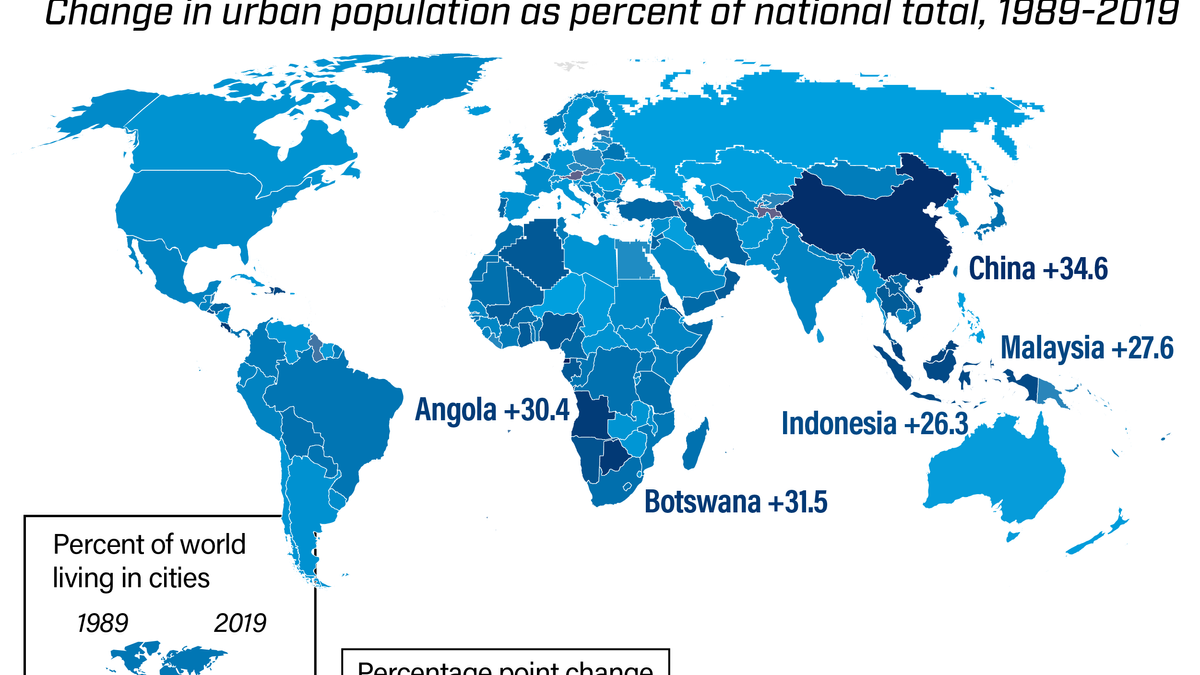 Change in urban population as percent of national total, 1989-2019
China +34.6
Malaysia +27.6
Angola +30.4
Indonesia +26.3
Botswana +31.5
Percent of world
living in cities
1989 2019
Percentage point change